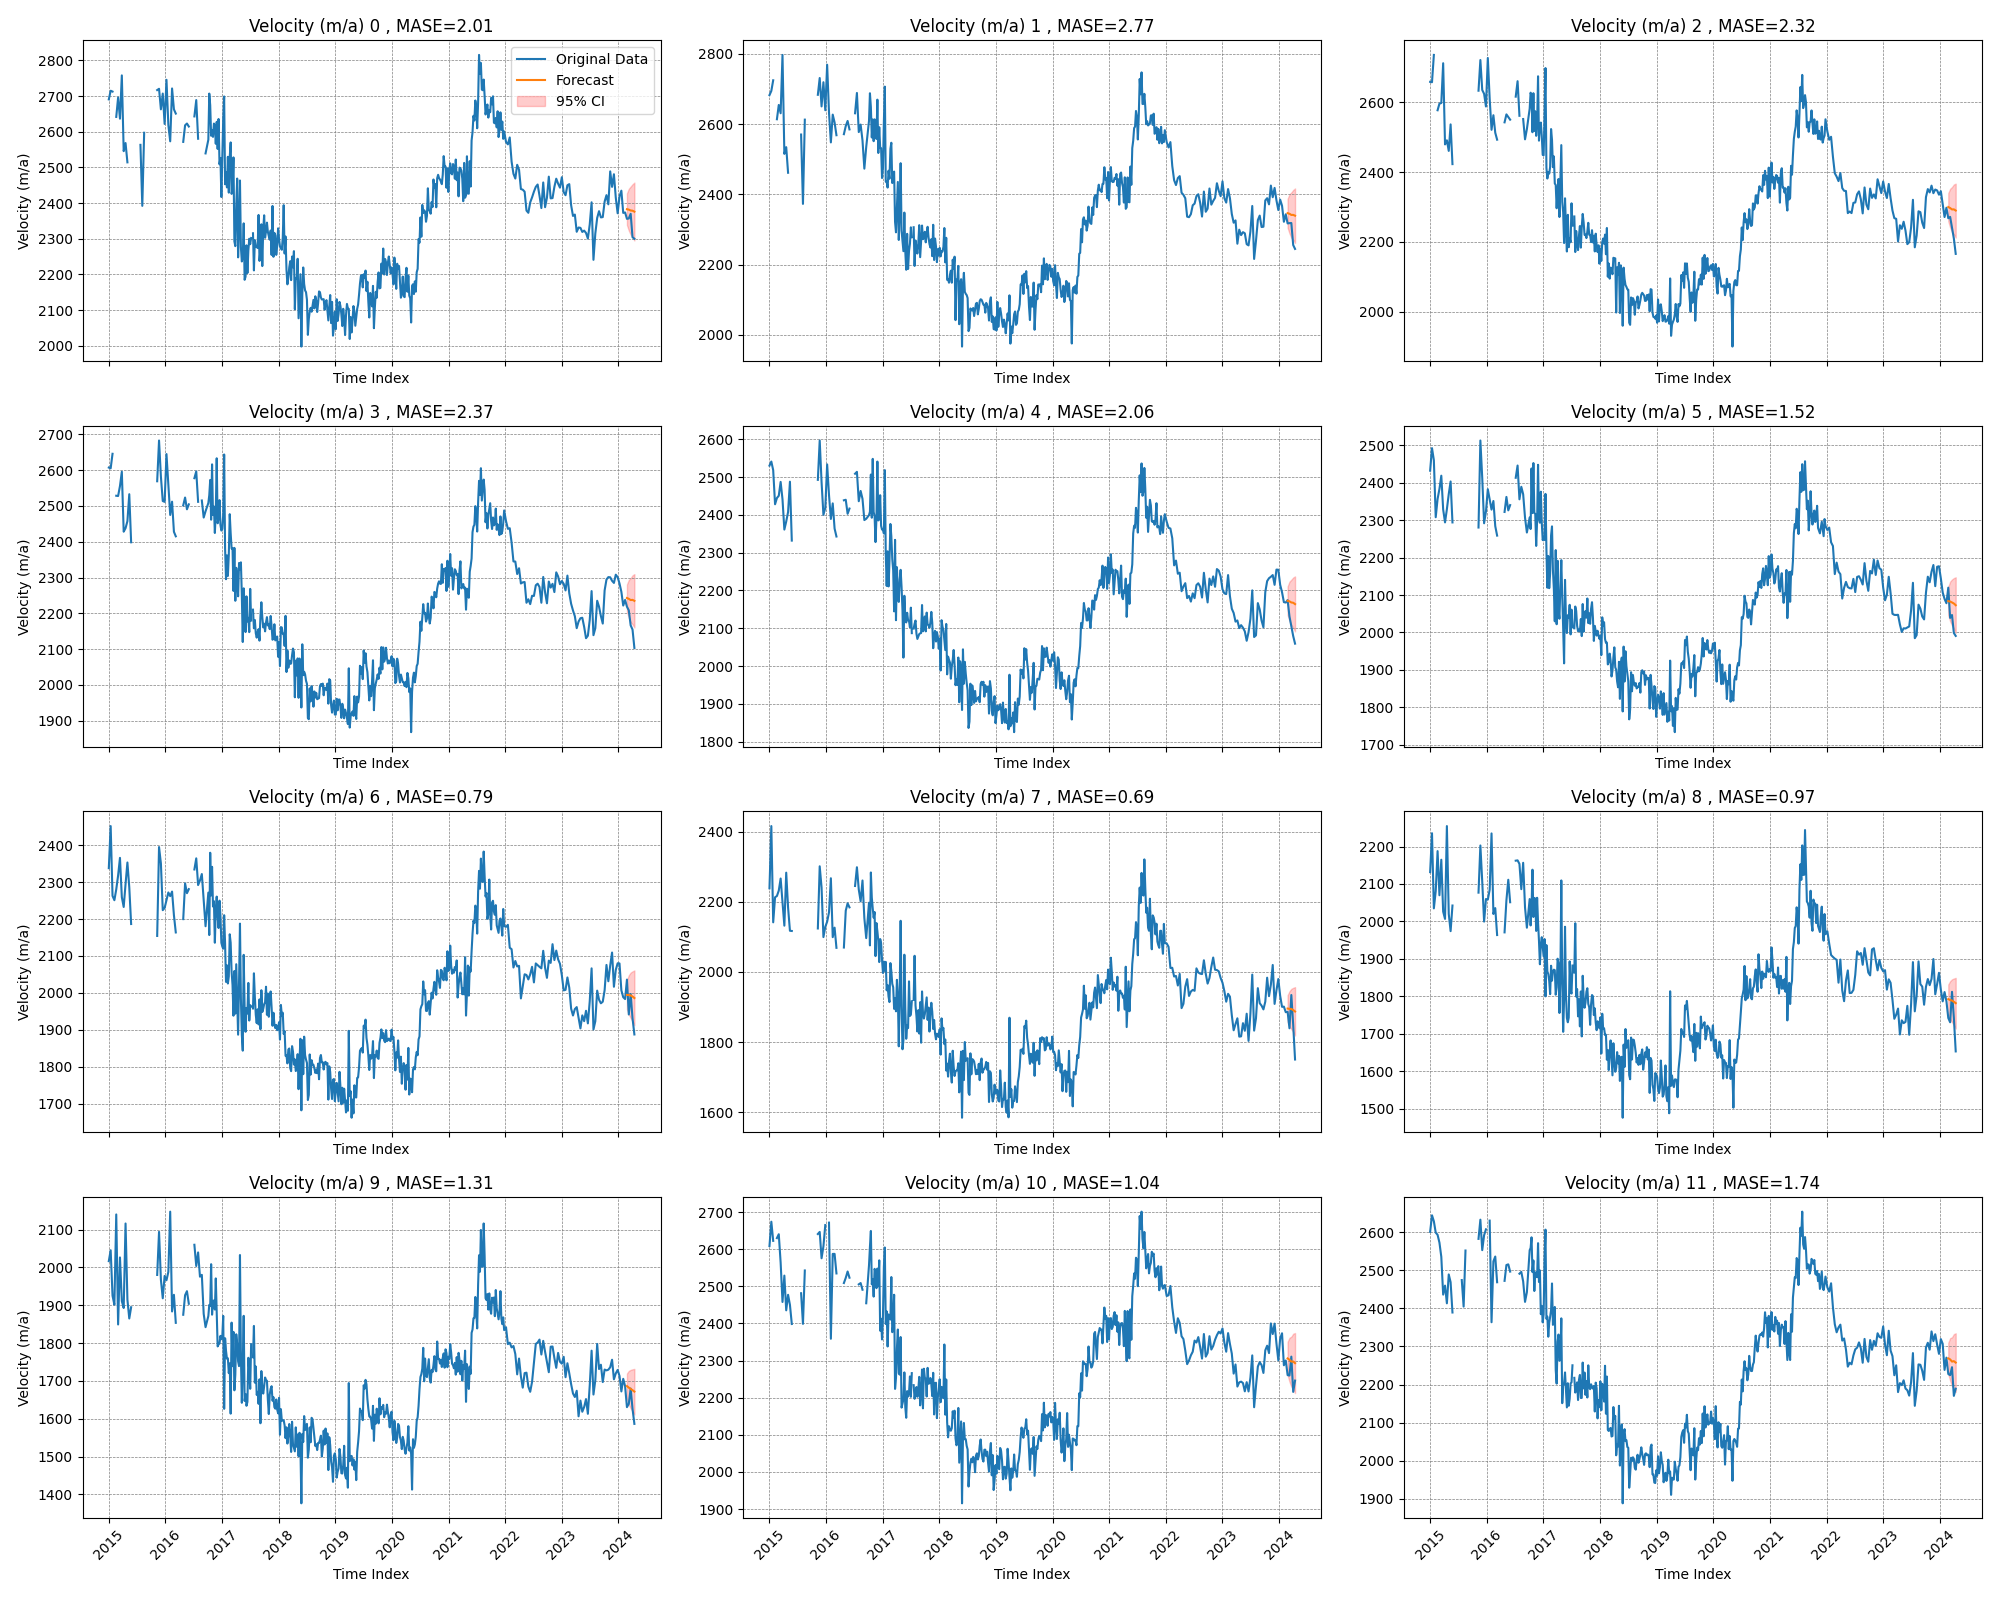 Velocity (m/a) 0 , MASE=2.01
Velocity (m/a)
2800
2700
2600
2500
2400
2300
2200
2100
2000
Original Data
Forecast
95% CI
Time Index
Velocity (m/a) 1 , MASE=2.77
Velocity (m/a)
2800
2600
2400
2200
2000
Time Index
Velocity (m/a) 2 , MASE=2.32
Velocity (m/a)
2600
2400
2200
2000
Time Index
Velocity (m/a) 3 , MASE=2.37
Velocity (m/a)
2700
2600
2500
2400
2300
2200
2100
2000
1900
Time Index
Velocity (m/a) 4 , MASE=2.06
Velocity (m/a)
2600
2500
2400
2300
2200
2100
2000
1900
1800
Time Index
Velocity (m/a) 5 , MASE=1.52
Velocity (m/a)
2500
2400
2300
2200
2100
2000
1900
1800
1700
Time Index
Velocity (m/a) 6 , MASE=0.79
Velocity (m/a)
2400
2300
2200
2100
2000
1900
1800
1700
Time Index
Velocity (m/a) 7 , MASE=0.69
Velocity (m/a)
2400
2200
2000
1800
1600
Time Index
Velocity (m/a) 8 , MASE=0.97
Velocity (m/a)
2200
2100
2000
1900
1800
1700
1600
1500
Time Index
Velocity (m/a) 9 , MASE=1.31
Velocity (m/a)
2100
2000
1900
1800
1700
1600
1500
1400
2015 2016 2017 2018 2019 2020 2021 2022 2023 2024
Time Index
Velocity (m/a) 10 , MASE=1.04
Velocity (m/a)
2700
2600
2500
2400
2300
2200
2100
2000
1900
2015 2016 2017 2018 2019 2020 2021 2022 2023 2024
Time Index
Velocity (m/a) 11 , MASE=1.74
Velocity (m/a)
2600
2500
2400
2300
2200
2100
2000
1900
2015 2016 2017 2018 2019 2020 2021 2022 2023 2024
Time Index